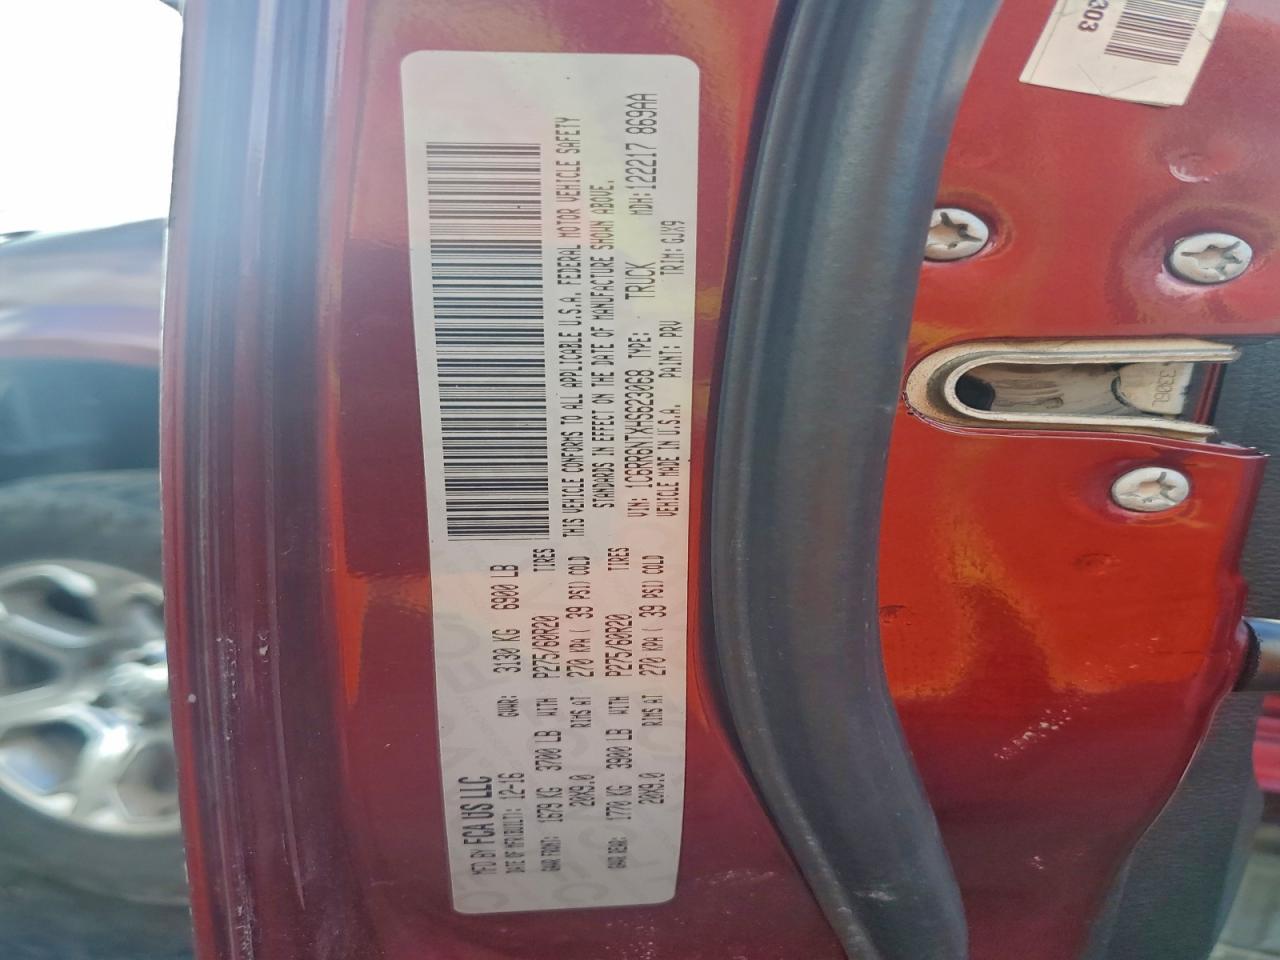 MFD BY FCA US LLC
DATE OF MFR(BUILT): 12-16 GVWR: 3130 KG 6900 LB
GAWR FRONT: 1679 KG 3700 LB WITH P275/60R20 TIRES
20X9.0 RIMS AT 270 KPA( 39 PSI) COLD
GAWR REAR: 1770 KG 3900 LB WITH P275/60R20 TIRES
20X9.0 RIMS AT 270 KPA( 39 PSI) COLD
THIS VEHICLE CONFORMS TO ALL APPLICABLE U.S.A. FEDERAL MOTOR VEHICLE SAFETY
STANDARDS IN EFFECT ON THE DATE OF MANUFACTURE SHOWN ABOVE.
VIN: 1C6RR6NTXHS623068 TYPE: TRUCK MDH:122217 869AA
VEHICLE MADE IN U.S.A. PAINT: PRV TRIM: GJX9
303